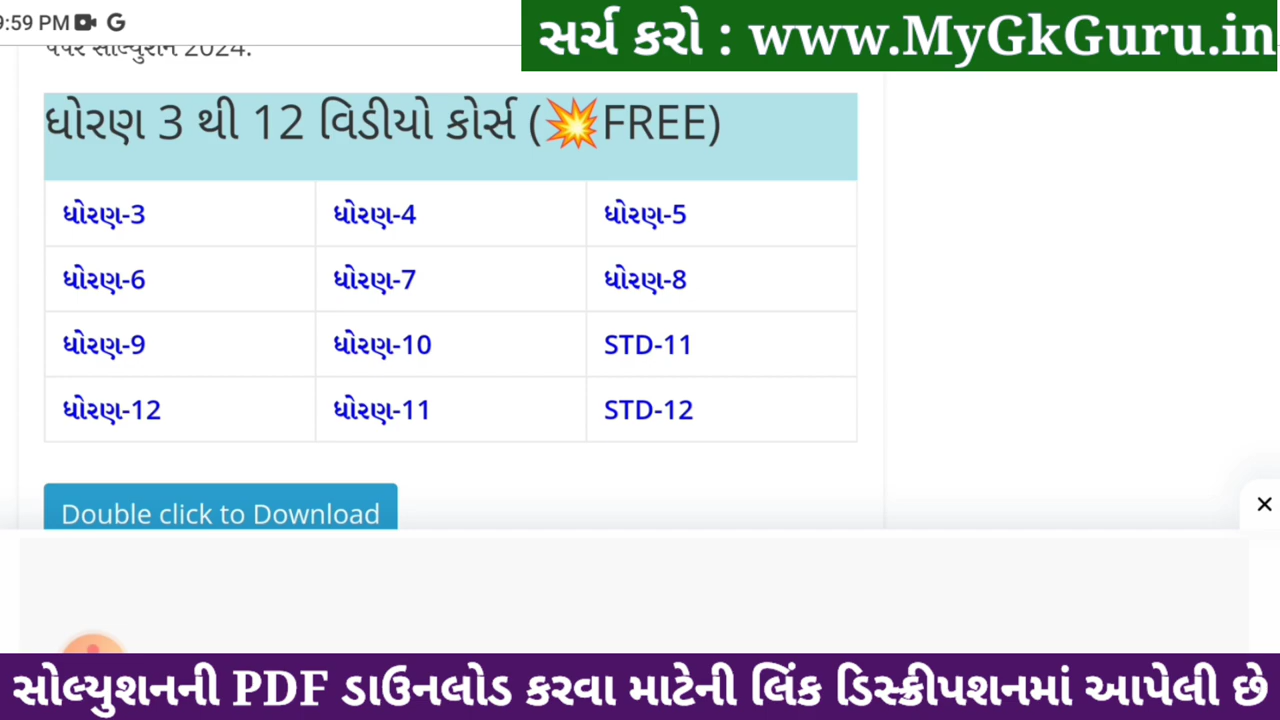 9:59 PM
સર્ચ કરો : www.MyGkGuru.in
પેપર સોલ્યુશન 2024.
ધોરણ 3 થી 12 વિડીયો કોર્સ (💥FREE)
ધોરણ-3 ધોરણ-4 ધોરણ-5
ધોરણ-6 ધોરણ-7 ધોરણ-8
ધોરણ-9 ધોરણ-10 STD-11
ધોરણ-12 ધોરણ-11 STD-12
Double click to Download
સોલ્યુશનની PDF ડાઉનલોડ કરવા માટેની લિંક ડિસ્ક્રીપશનમાં આપેલી છે